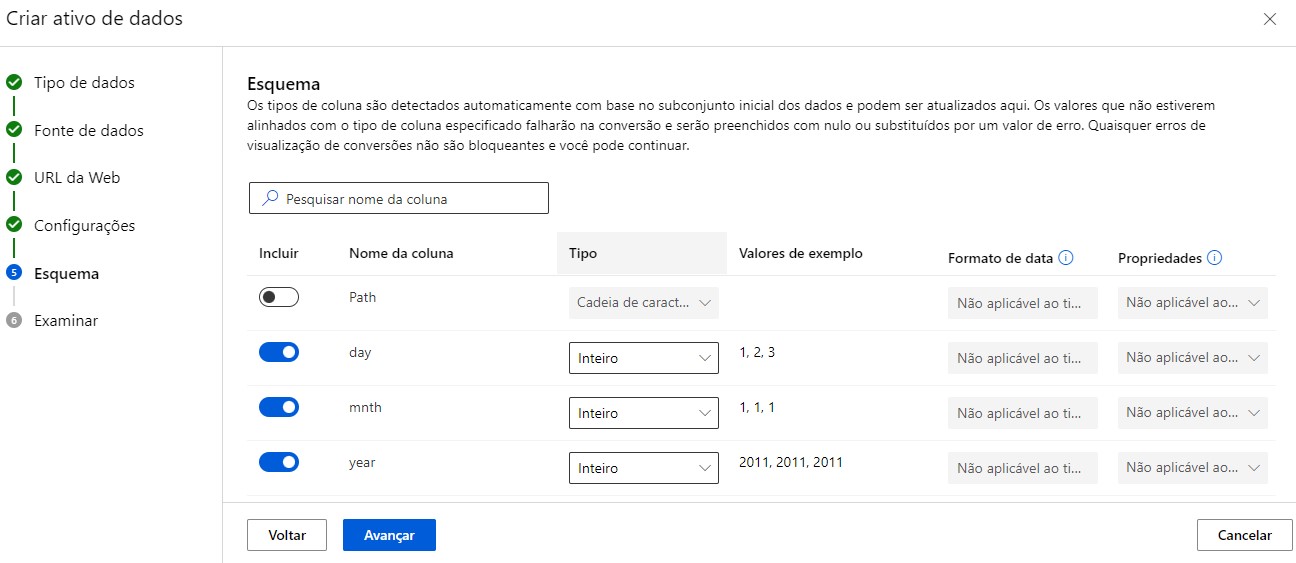 Criar ativo de dados
Tipo de dados
Fonte de dados
URL da Web
Configurações
5 Esquema
6 Examinar
Esquema
Os tipos de coluna são detectados automaticamente com base no subconjunto inicial dos dados e podem ser atualizados aqui. Os valores que não estiverem
alinhados com o tipo de coluna especificado falharão na conversão e serão preenchidos com nulo ou substituídos por um valor de erro. Quaisquer erros de
visualização de conversões não são bloqueantes e você pode continuar.
Pesquisar nome da coluna
Incluir Nome da coluna Tipo Valores de exemplo Formato de data Propriedades
Path Cadeia de caract... Não aplicável ao ti... Não aplicável ao...
day Inteiro 1, 2, 3 Não aplicável ao ti... Não aplicável ao...
mnth Inteiro 1, 1, 1 Não aplicável ao ti... Não aplicável ao...
year Inteiro 2011, 2011, 2011 Não aplicável ao ti... Não aplicável ao...
Voltar Avançar Cancelar